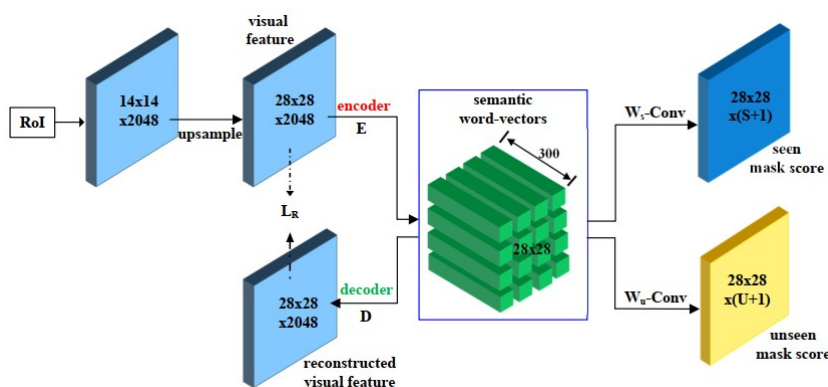 RoI
14x14
x2048
upsample
visual
feature
28x28
x2048
encoder
E
L_R
decoder
D
28x28
x2048
reconstructed
visual feature
semantic
word-vectors
300
28x28
Wₛ-Conv
28x28
x(S+1)
seen
mask score
Wᵤ-Conv
28x28
x(U+1)
unseen
mask score